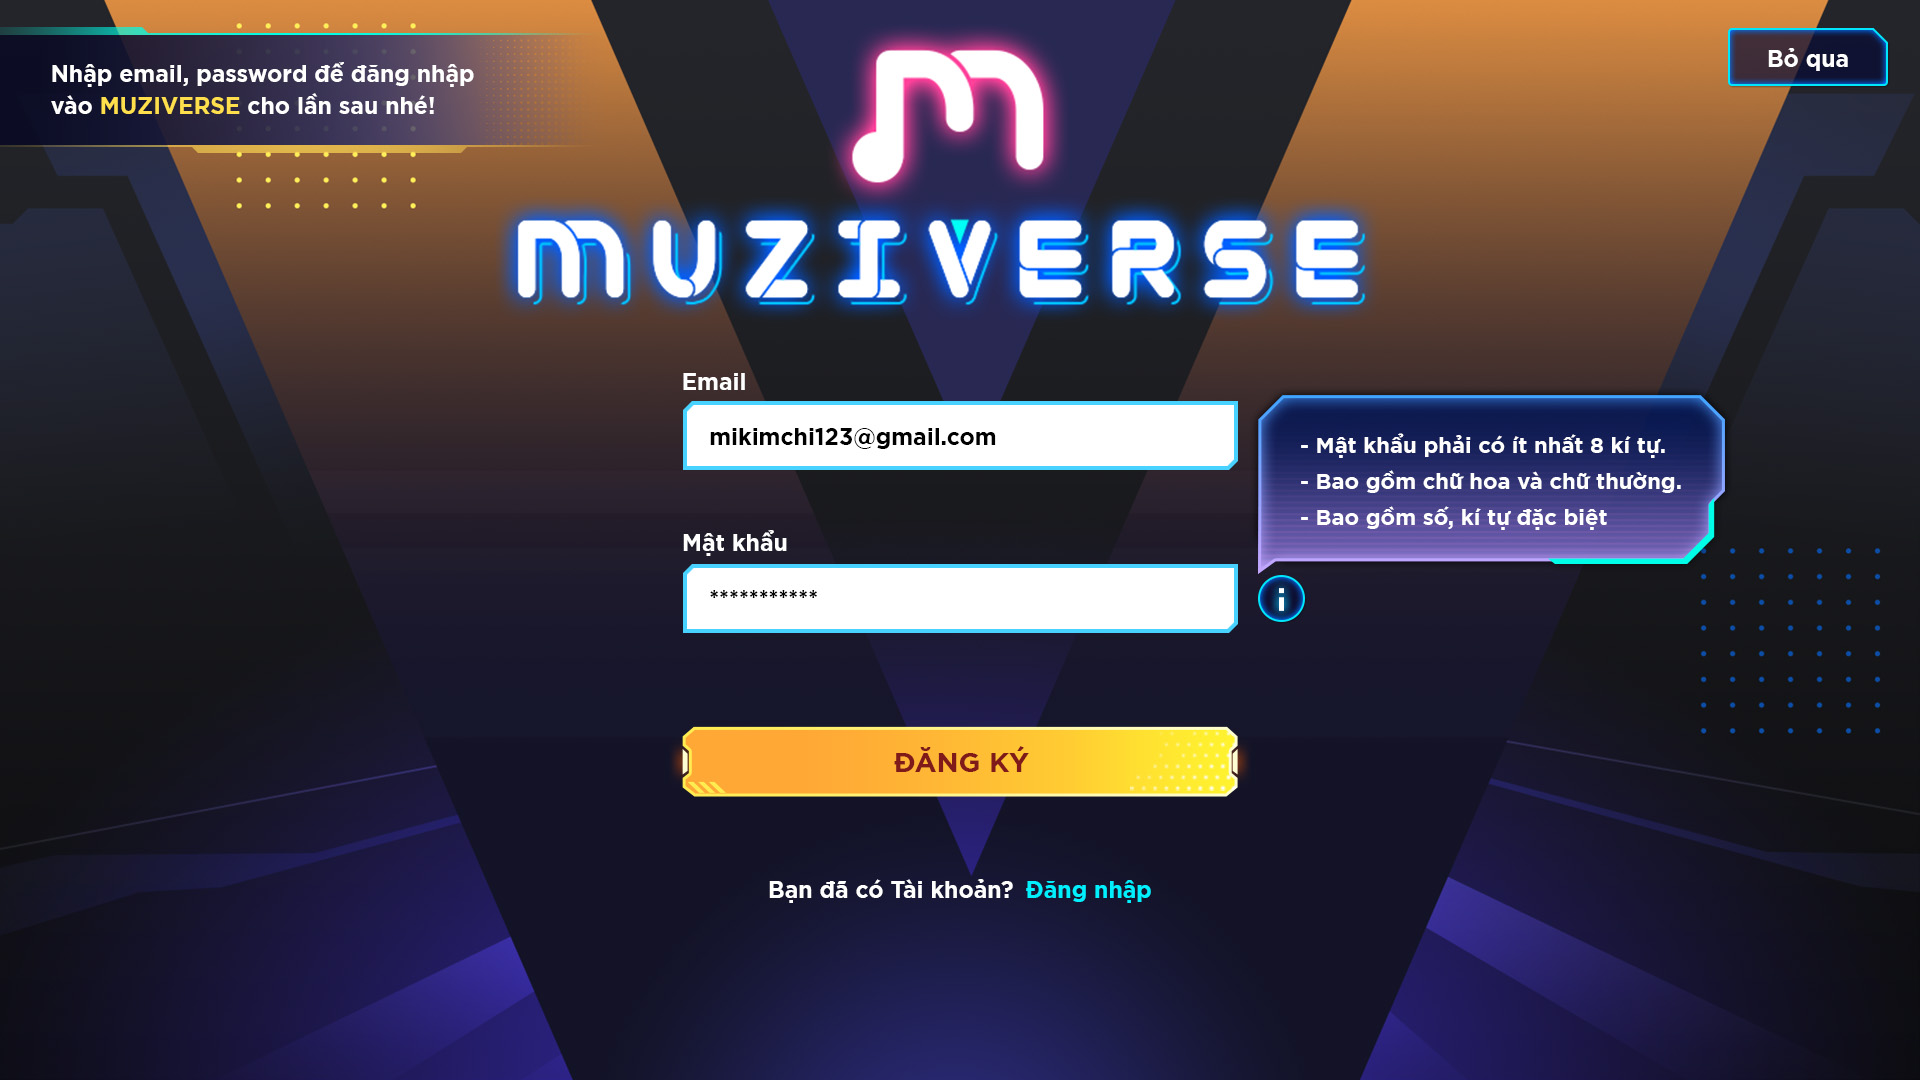 Nhập email, password để đăng nhập
vào MUZIVERSE cho lần sau nhé!
Bỏ qua
MUZIVERSE
Email
mikimchi123@gmail.com
- Mật khẩu phải có ít nhất 8 kí tự.
- Bao gồm chữ hoa và chữ thường.
- Bao gồm số, kí tự đặc biệt
Mật khẩu
***********
i
ĐĂNG KÝ
Bạn đã có Tài khoản? Đăng nhập